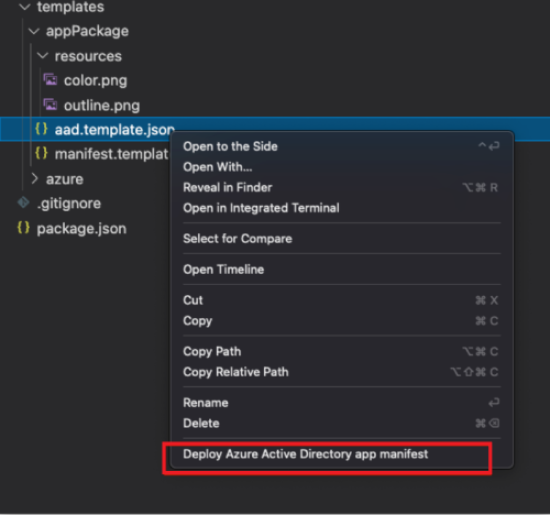 templates
appPackage
resources
color.png
outline.png
{} aad.template.json
{} manifest.templat
azure
.gitignore
{} package.json
Open to the Side ^⏎
Open With...
Reveal in Finder ⌥⌘ R
Open in Integrated Terminal
Select for Compare
Open Timeline
Cut ⌘ X
Copy ⌘ C
Copy Path ⌥⌘ C
Copy Relative Path ⌥⇧⌘ C
Rename ⏎
Delete ⌘⌫
Deploy Azure Active Directory app manifest